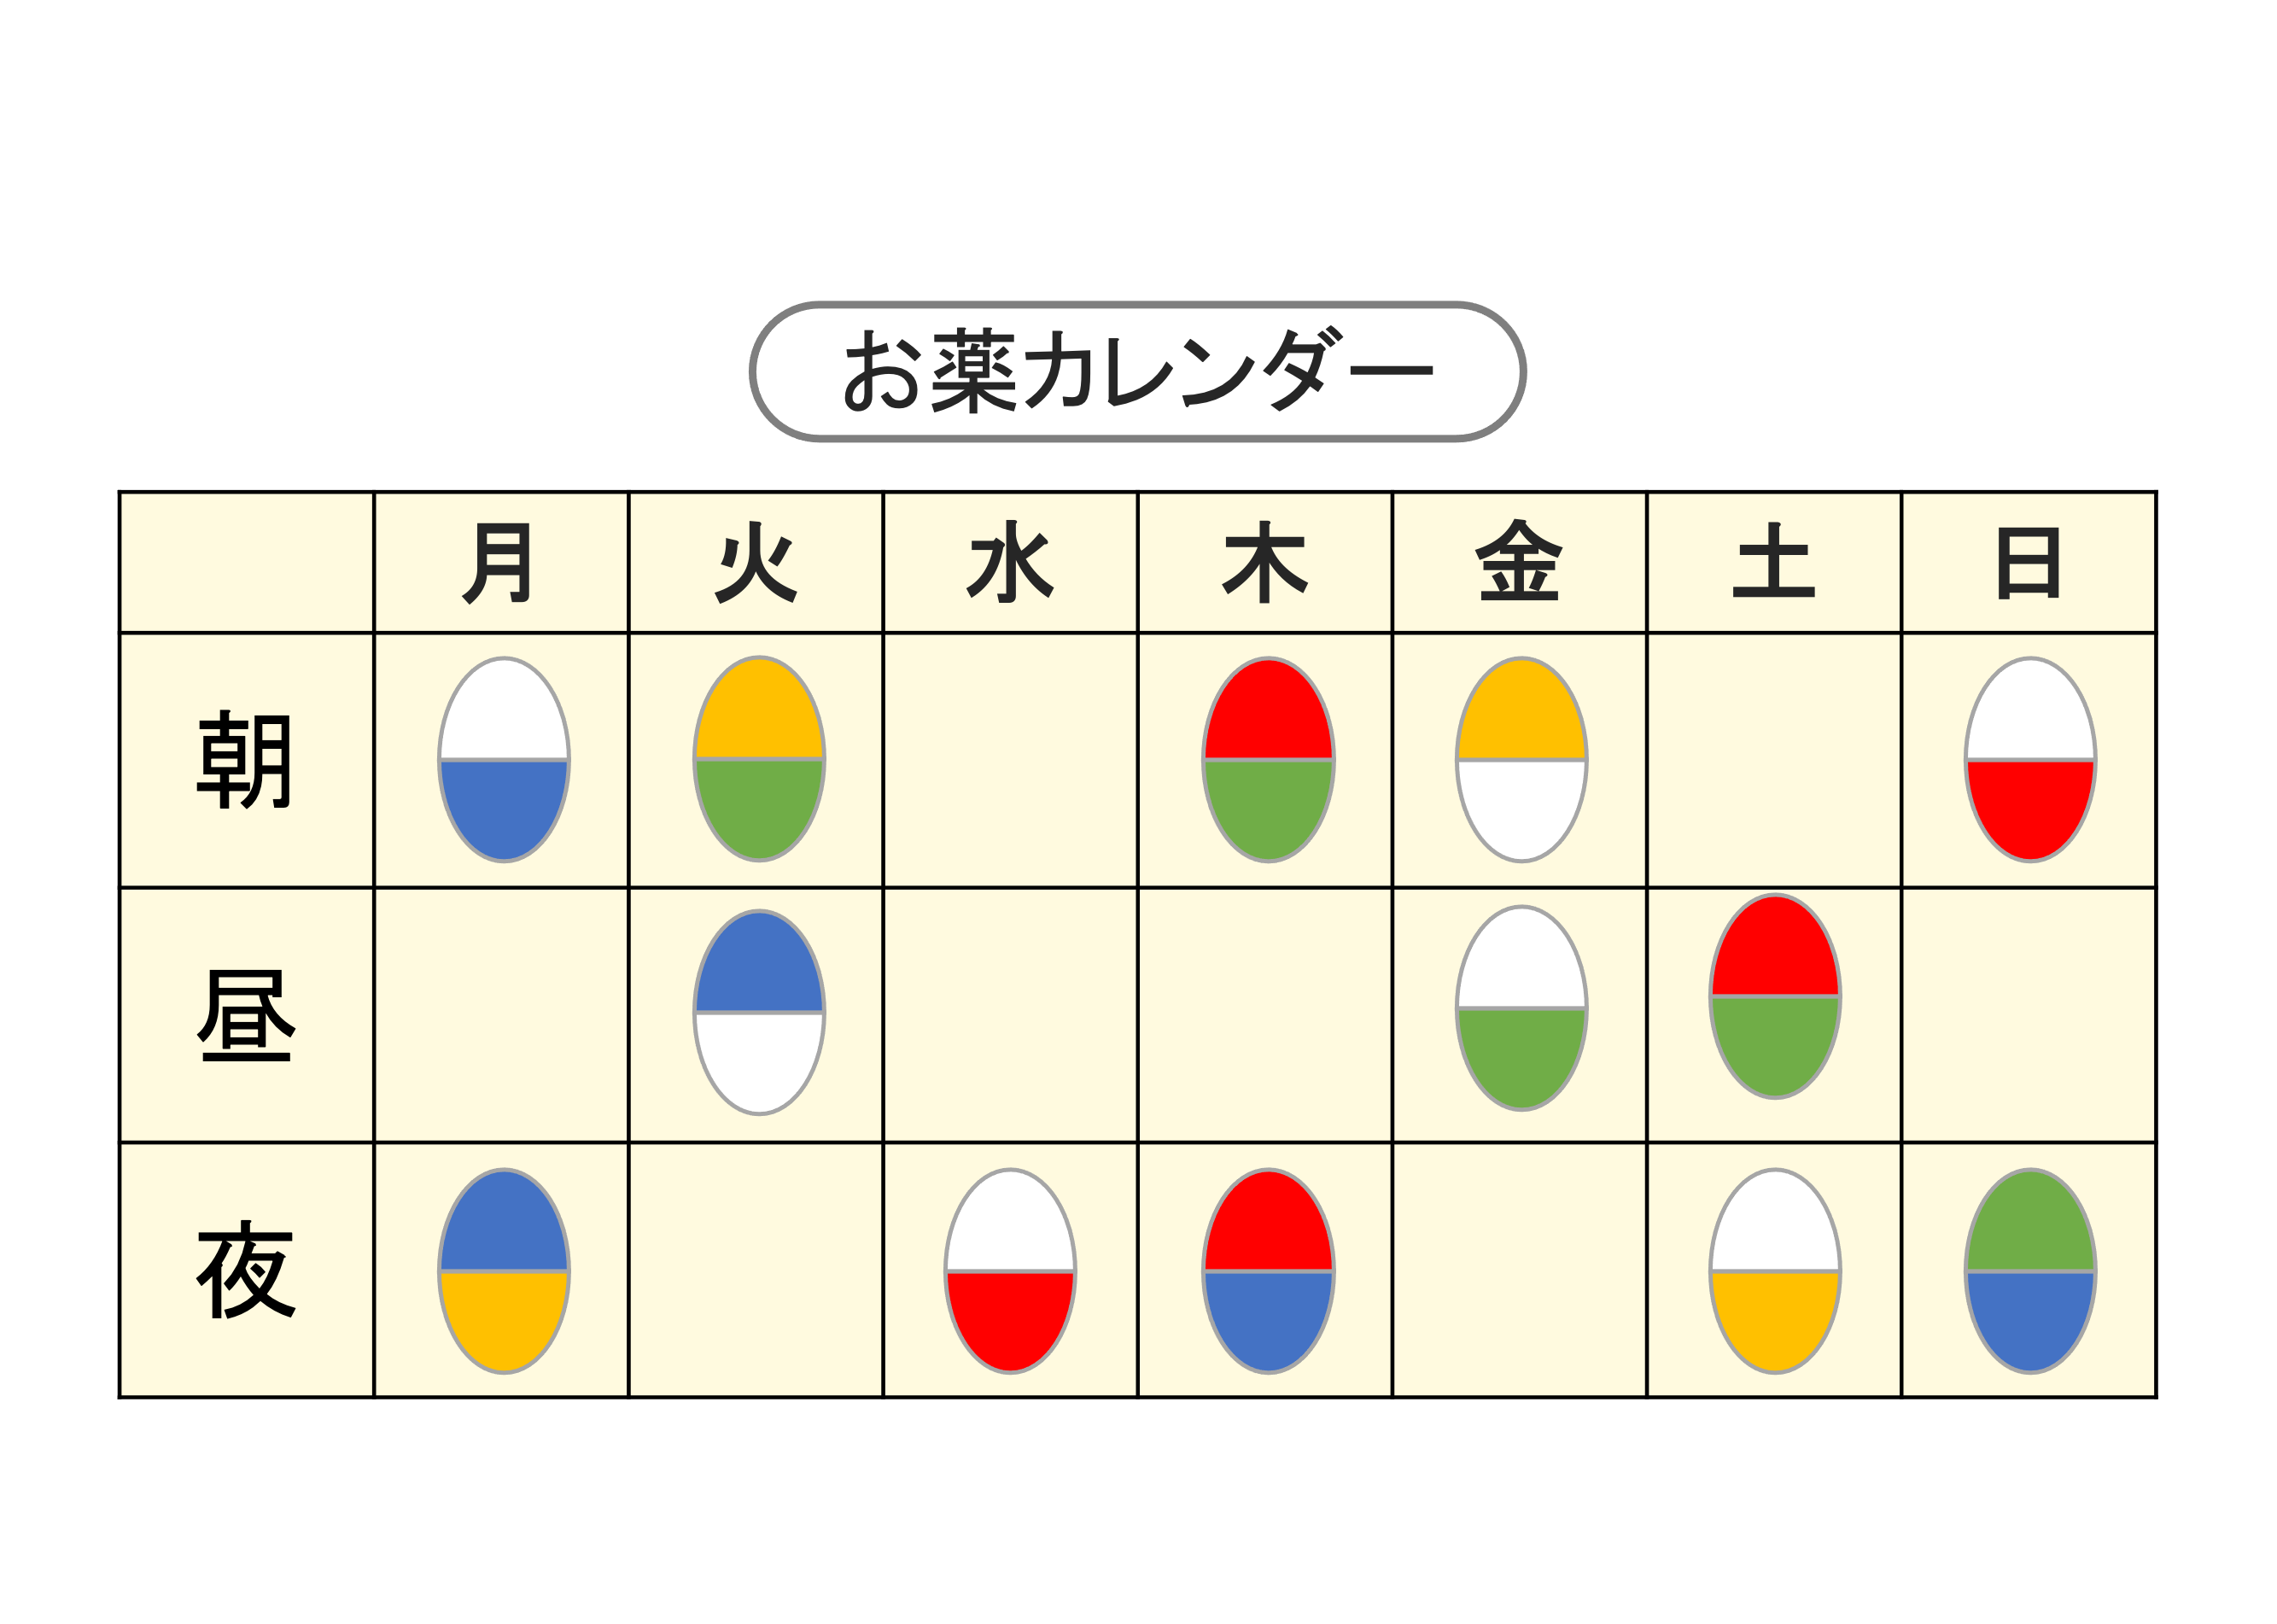 お薬カレンダー
月 火 水 木 金 土 日
朝
昼
夜